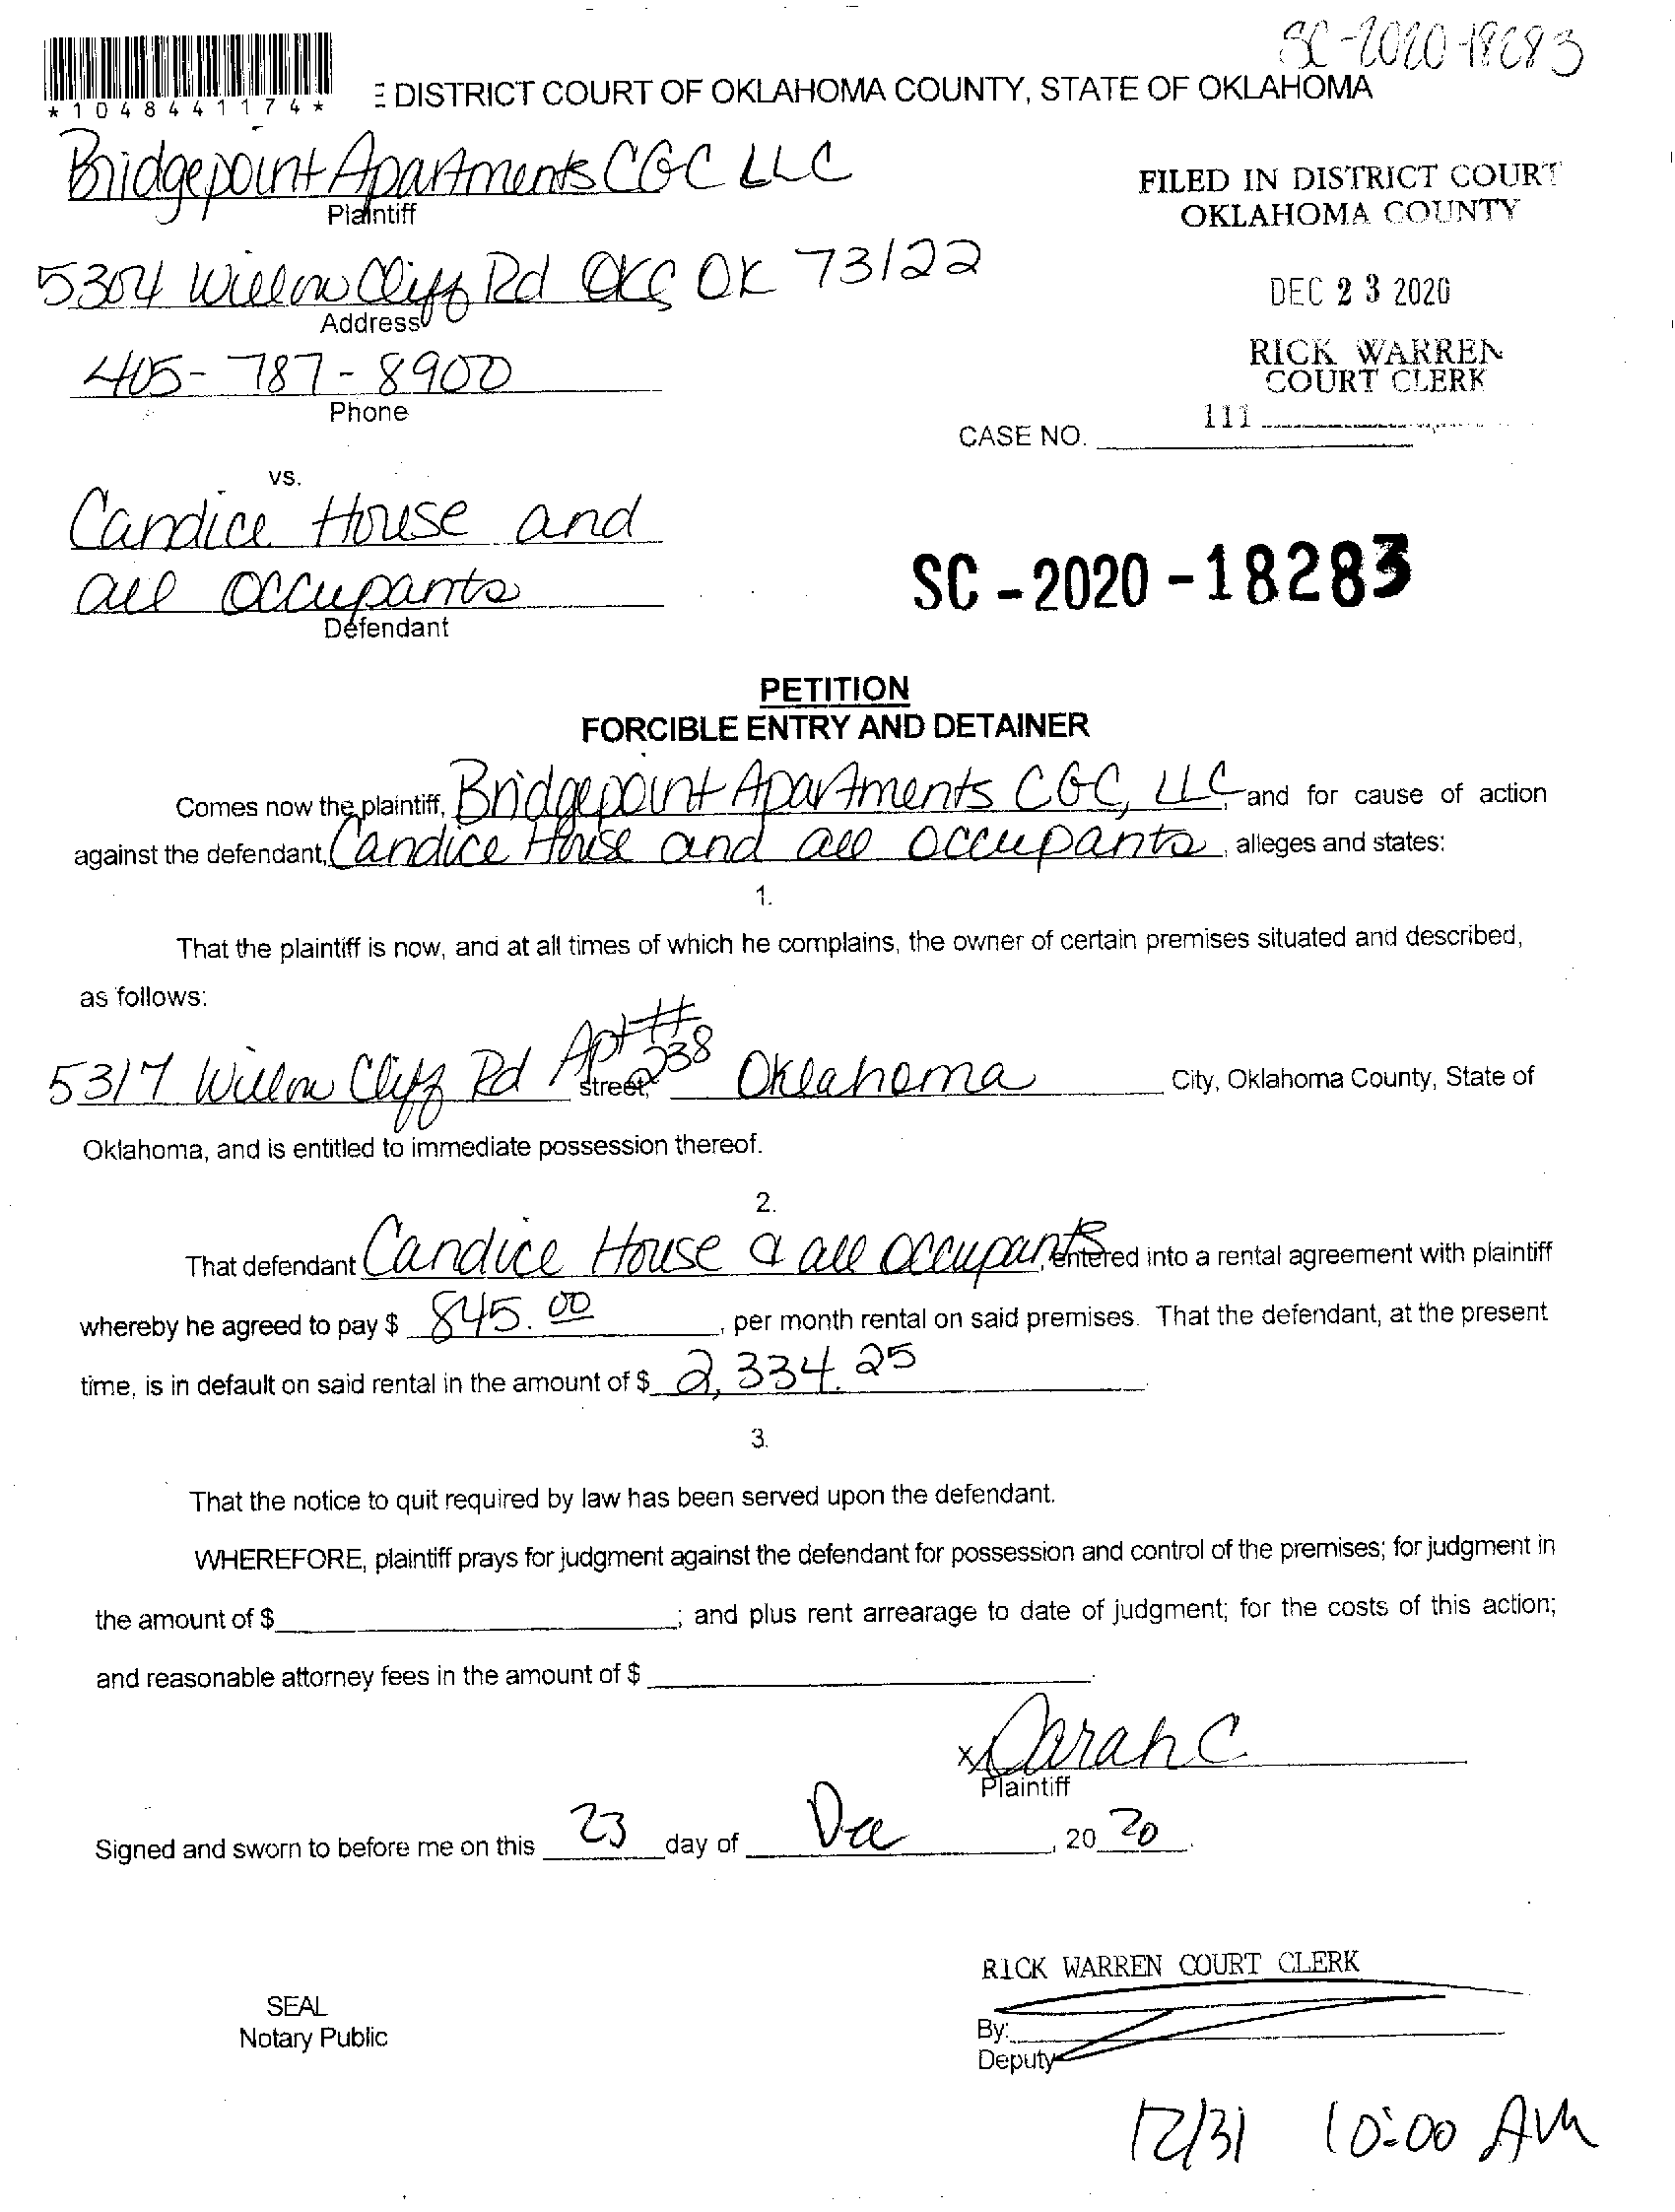 SC-2020-18283
*1048441174*
E DISTRICT COURT OF OKLAHOMA COUNTY, STATE OF OKLAHOMA
Bridgepoint Apartments CGC LLC
Plaintiff
FILED IN DISTRICT COURT
OKLAHOMA COUNTY
5304 Willow Cliff Rd OKC OK 73122
Address
DEC 23 2020
405-787-8900
Phone
RICK WARREN
COURT CLERK
111
CASE NO.
vs.
Candice House and
all occupants
Defendant
SC-2020-18283
PETITION
FORCIBLE ENTRY AND DETAINER
Comes now the plaintiff, Bridgepoint Apartments CGC, LLC, and for cause of action
against the defendant, Candice House and all occupants, alleges and states:
1.
That the plaintiff is now, and at all times of which he complains, the owner of certain premises situated and described,
as follows:
5317 Willow Cliff Rd Apt # 238 street, Oklahoma City, Oklahoma County, State of
Oklahoma, and is entitled to immediate possession thereof.
2.
That defendant Candice House & all occupants, entered into a rental agreement with plaintiff
whereby he agreed to pay $ 845.00, per month rental on said premises. That the defendant, at the present
time, is in default on said rental in the amount of $ 2,334.25.
3.
That the notice to quit required by law has been served upon the defendant.
WHEREFORE, plaintiff prays for judgment against the defendant for possession and control of the premises; for judgment in
the amount of $; and plus rent arrearage to date of judgment; for the costs of this action;
and reasonable attorney fees in the amount of $.
x Sarah C
Plaintiff
Signed and sworn to before me on this 23 day of Dec, 20 20.
RICK WARREN COURT CLERK
SEAL
Notary Public
By:
Deputy
12/31 10:00 AM